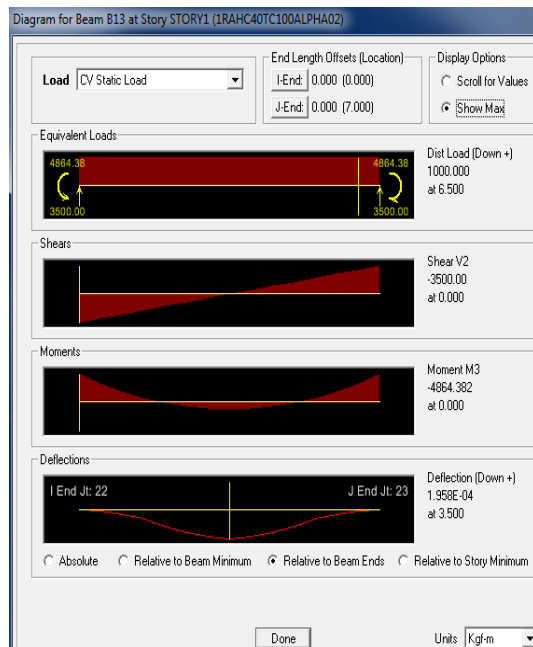 Diagram for Beam B13 at Story STORY1 (1RAHC40TC100ALPHA02)
Load CV Static Load
End Length Offsets (Location)
I-End: 0.000 (0.000)
J-End: 0.000 (7.000)
Display Options
Scroll for Values
Show Max
Equivalent Loads
4864.38 4864.38
3500.00 3500.00
Dist Load (Down +)
1000.000
at 6.500
Shears
Shear V2
-3500.00
at 0.000
Moments
Moment M3
-4864.382
at 0.000
Deflections
I End Jt: 22 J End Jt: 23
Deflection (Down +)
1.958E-04
at 3.500
Absolute Relative to Beam Minimum Relative to Beam Ends Relative to Story Minimum
Done Units Kgf-m